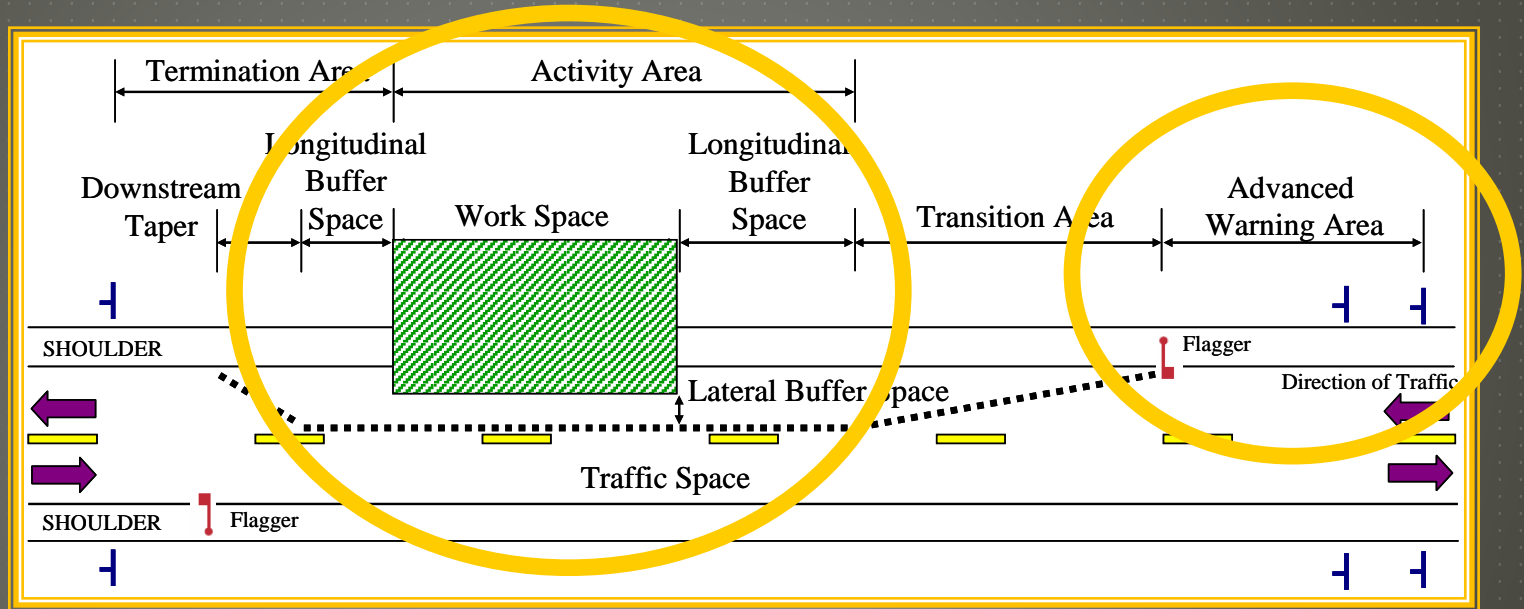 Termination Area
Activity Area
Longitudinal
Buffer
Space
Longitudinal
Buffer
Space
Downstream
Taper
Work Space
Transition Area
Advanced
Warning Area
SHOULDER
Flagger
Direction of Traffic
Lateral Buffer Space
Traffic Space
SHOULDER
Flagger